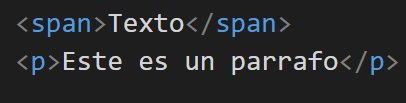 <span>Texto</span>
<p>Este es un parrafo</p>